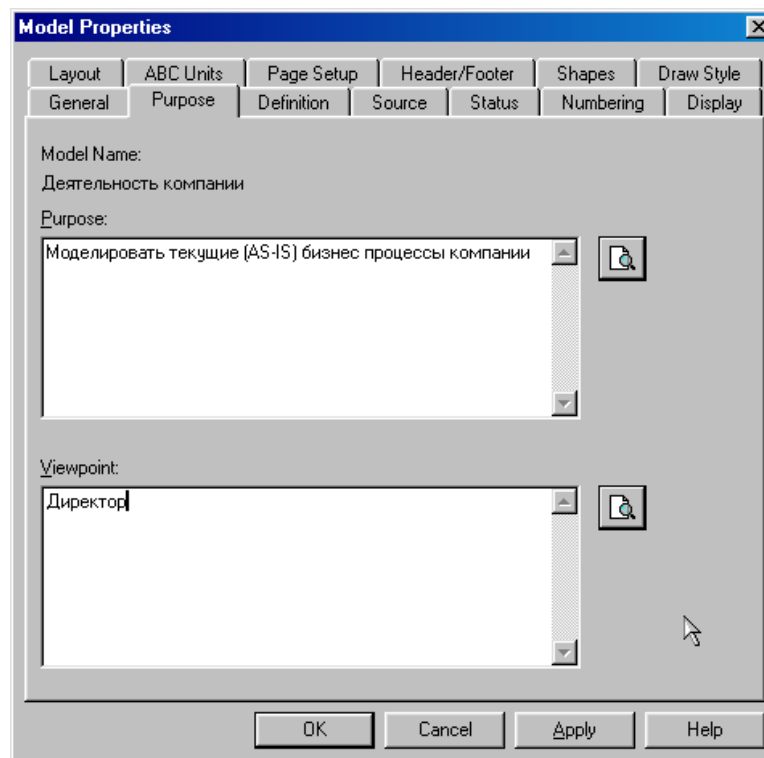 Model Properties
Layout ABC Units Page Setup Header/Footer Shapes Draw Style
General Purpose Definition Source Status Numbering Display
Model Name:
Деятельность компании
Purpose:
Моделировать текущие (AS-IS) бизнес процессы компании
Viewpoint:
Директор
OK Cancel Apply Help